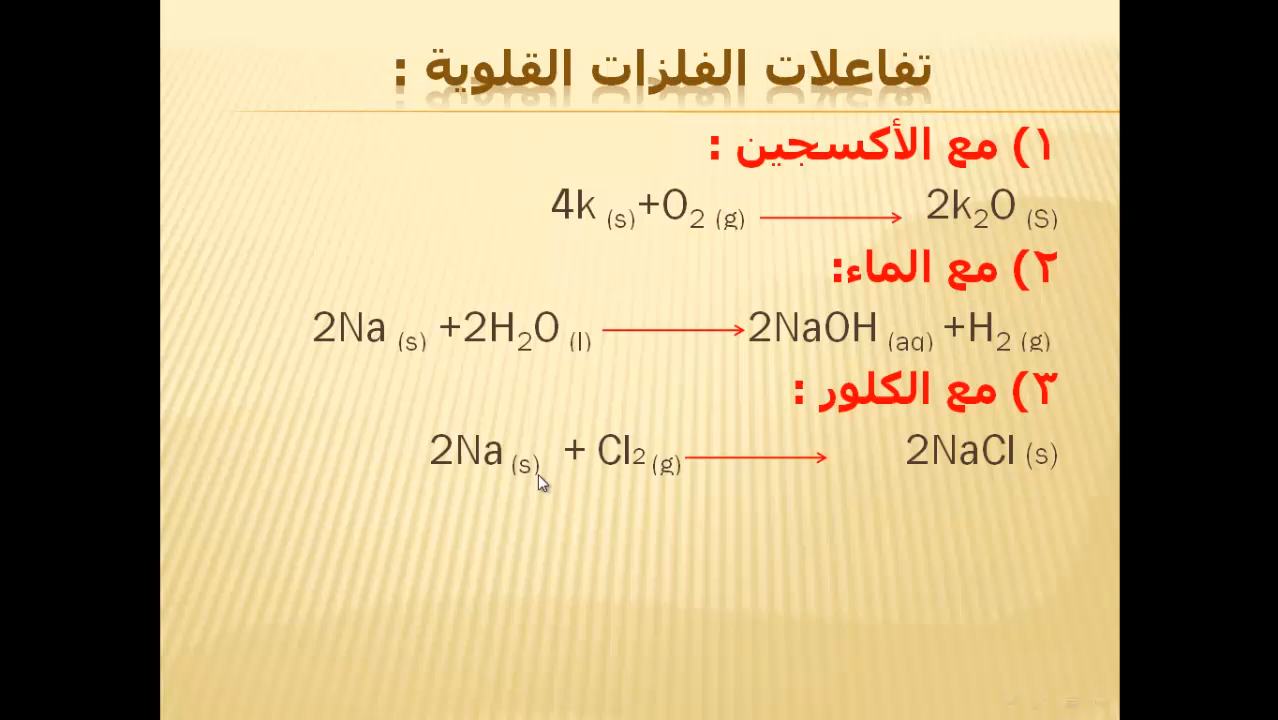 تفاعلات الفلزات القلوية :
١) مع الأكسجين :
4k (s)+O2 (g) → 2k2O (S)
٢) مع الماء:
2Na (s) +2H2O (l) → 2NaOH (aq) +H2 (g)
٣) مع الكلور :
2Na (s) + Cl2 (g) → 2NaCl (s)